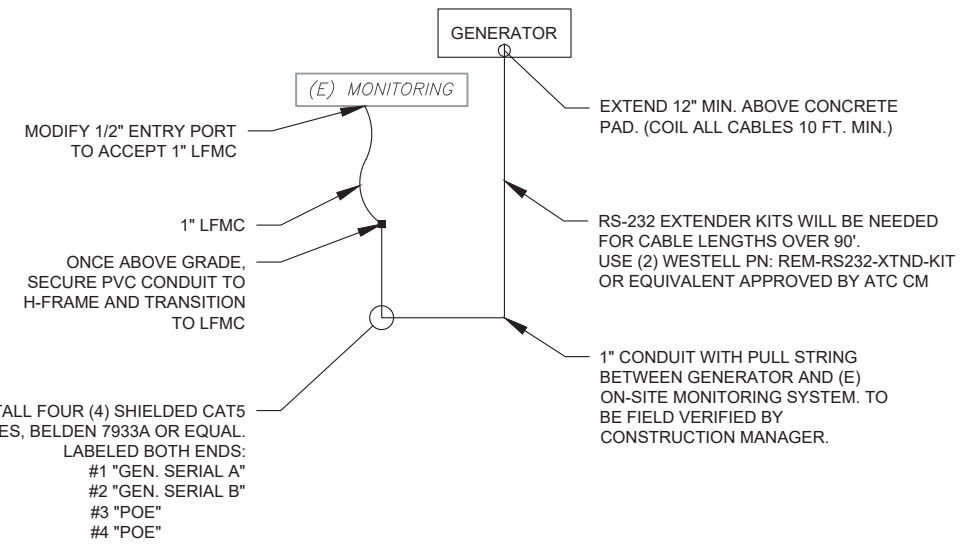 GENERATOR
(E) MONITORING
EXTEND 12" MIN. ABOVE CONCRETE
PAD. (COIL ALL CABLES 10 FT. MIN.)
MODIFY 1/2" ENTRY PORT
TO ACCEPT 1" LFMC
1" LFMC
RS-232 EXTENDER KITS WILL BE NEEDED
FOR CABLE LENGTHS OVER 90'.
USE (2) WESTELL PN: REM-RS232-XTND-KIT
OR EQUIVALENT APPROVED BY ATC CM
ONCE ABOVE GRADE,
SECURE PVC CONDUIT TO
H-FRAME AND TRANSITION
TO LFMC
1" CONDUIT WITH PULL STRING
BETWEEN GENERATOR AND (E)
ON-SITE MONITORING SYSTEM. TO
BE FIELD VERIFIED BY
CONSTRUCTION MANAGER.
FOUR (4) SHIELDED CAT5
BELDEN 7933A OR EQUAL.
LABELED BOTH ENDS:
#1 "GEN. SERIAL A"
#2 "GEN. SERIAL B"
#3 "POE"
#4 "POE"